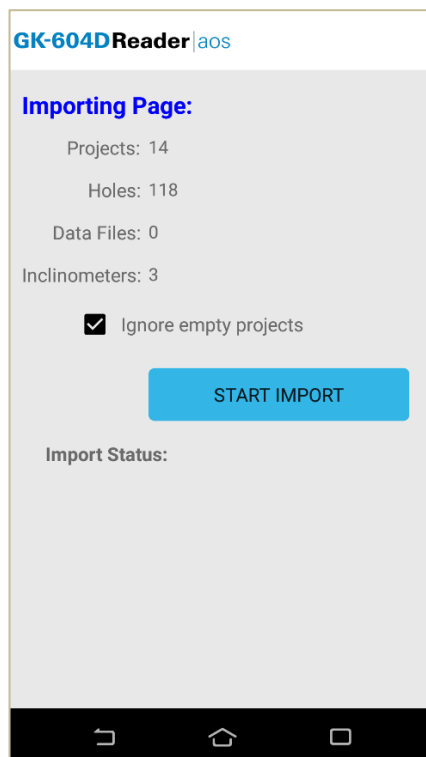 GK-604DReader|aos
Importing Page:
Projects: 14
Holes: 118
Data Files: 0
Inclinometers: 3
Ignore empty projects
START IMPORT
Import Status: